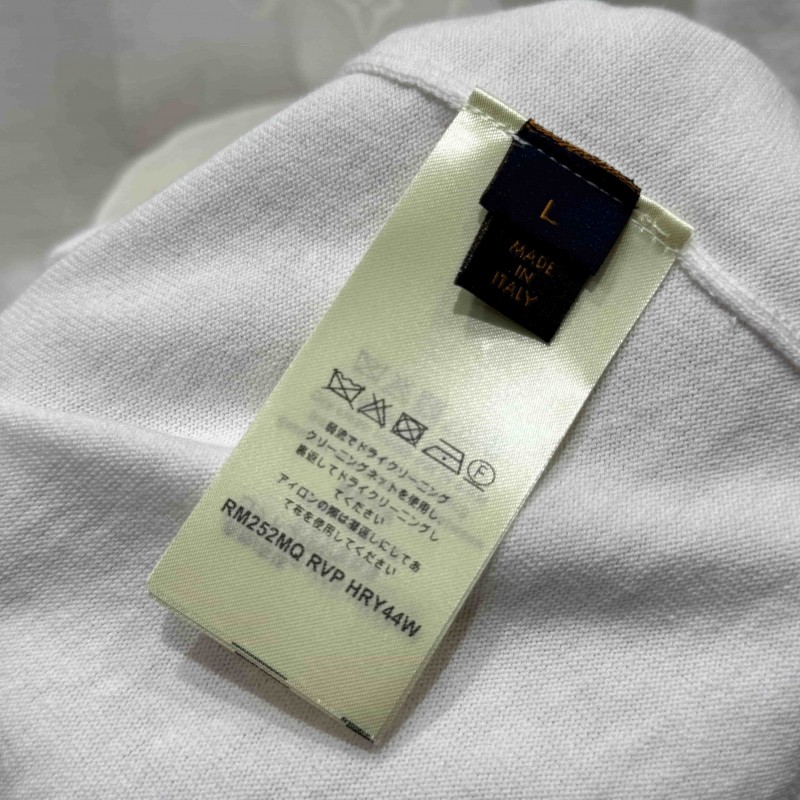 L
MADE
IN
ITALY
F
弱流でドライクリーニング
クリーニングネットを使用し、
裏返してドライクリーニングし
てください
アイロンの際は裏返しにしてあ
て布を使用してください
RM252MQ RVP HRY44W